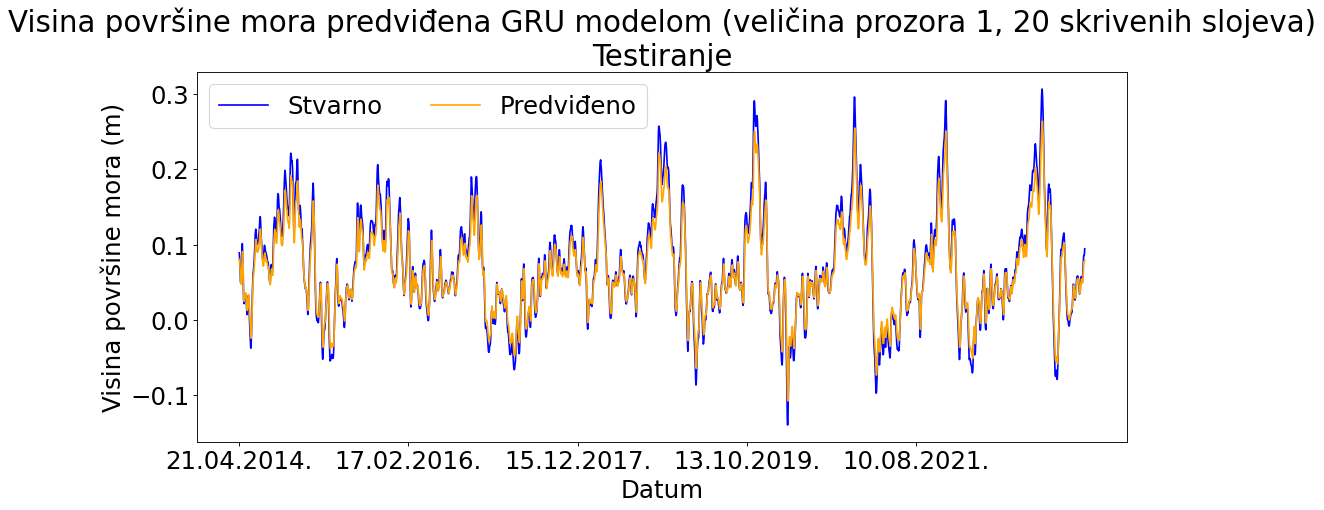 Visina površine mora predviđena GRU modelom (veličina prozora 1, 20 skrivenih slojeva)
Testiranje
Stvarno
Predviđeno
Visina površine mora (m)
0.3
0.2
0.1
0.0
−0.1
21.04.2014.
17.02.2016.
15.12.2017.
13.10.2019.
10.08.2021.
Datum